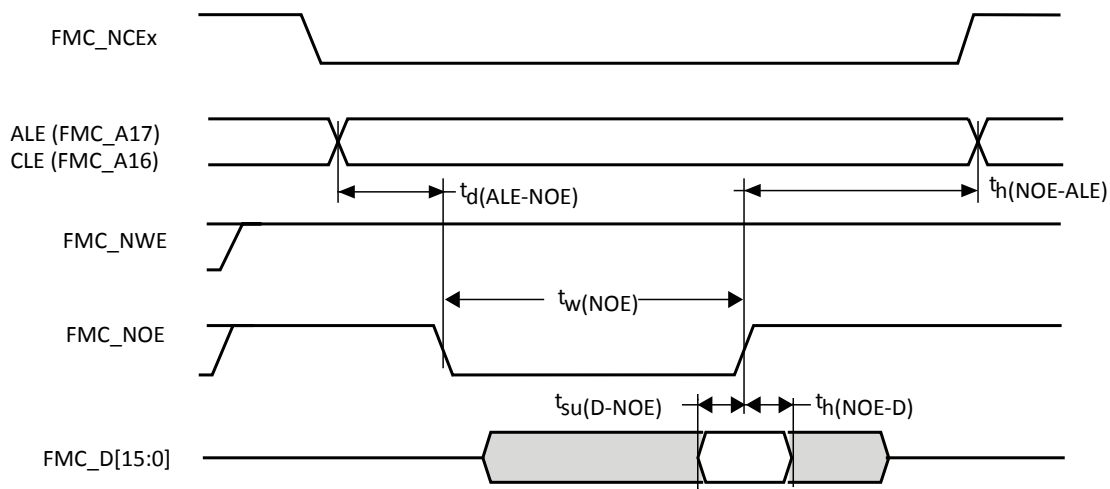 FMC_NCEx
ALE (FMC_A17)
CLE (FMC_A16)
td(ALE-NOE)
th(NOE-ALE)
FMC_NWE
tw(NOE)
FMC_NOE
tsu(D-NOE)
th(NOE-D)
FMC_D[15:0]